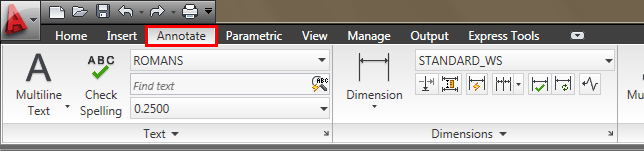 Home Insert Annotate Parametric View Manage Output Express Tools
A ABC ROMANS STANDARD_WS
Multiline Text
Check Spelling
Find text
0.2500
Dimension
Text
Dimensions